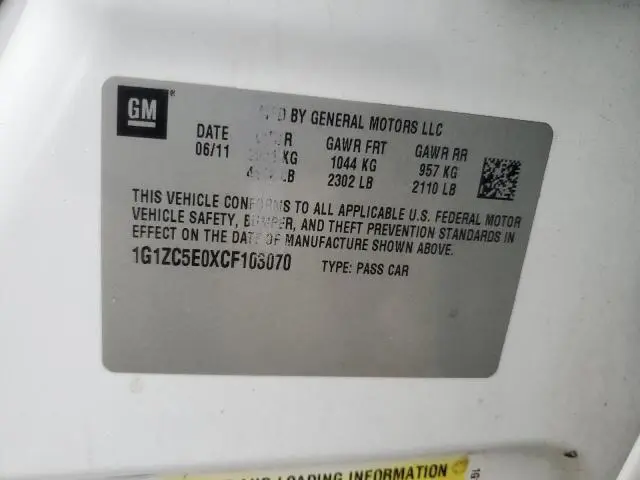 GM
BY GENERAL MOTORS LLC
DATE GAWR FRT GAWR RR
06/11 KG 1044 KG 957 KG
LB 2302 LB 2110 LB
THIS VEHICLE CONFORMS TO ALL APPLICABLE U.S. FEDERAL MOTOR
VEHICLE SAFETY, BUMPER, AND THEFT PREVENTION STANDARDS IN
EFFECT ON THE DATE OF MANUFACTURE SHOWN ABOVE.
1G1ZC5E0XCF103070 TYPE: PASS CAR
AND LOADING INFORMATION